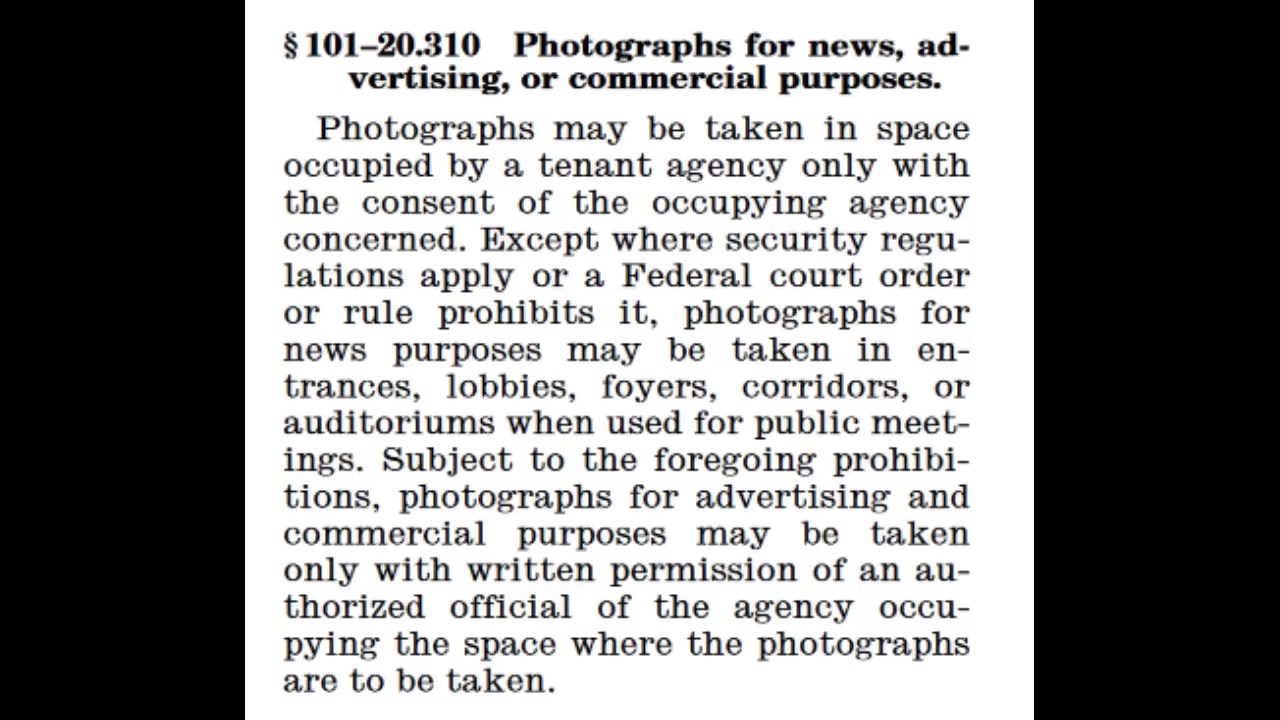 § 101–20.310 Photographs for news, ad-
vertising, or commercial purposes.
Photographs may be taken in space
occupied by a tenant agency only with
the consent of the occupying agency
concerned. Except where security regu-
lations apply or a Federal court order
or rule prohibits it, photographs for
news purposes may be taken in en-
trances, lobbies, foyers, corridors, or
auditoriums when used for public meet-
ings. Subject to the foregoing prohibi-
tions, photographs for advertising and
commercial purposes may be taken
only with written permission of an au-
thorized official of the agency occu-
pying the space where the photographs
are to be taken.